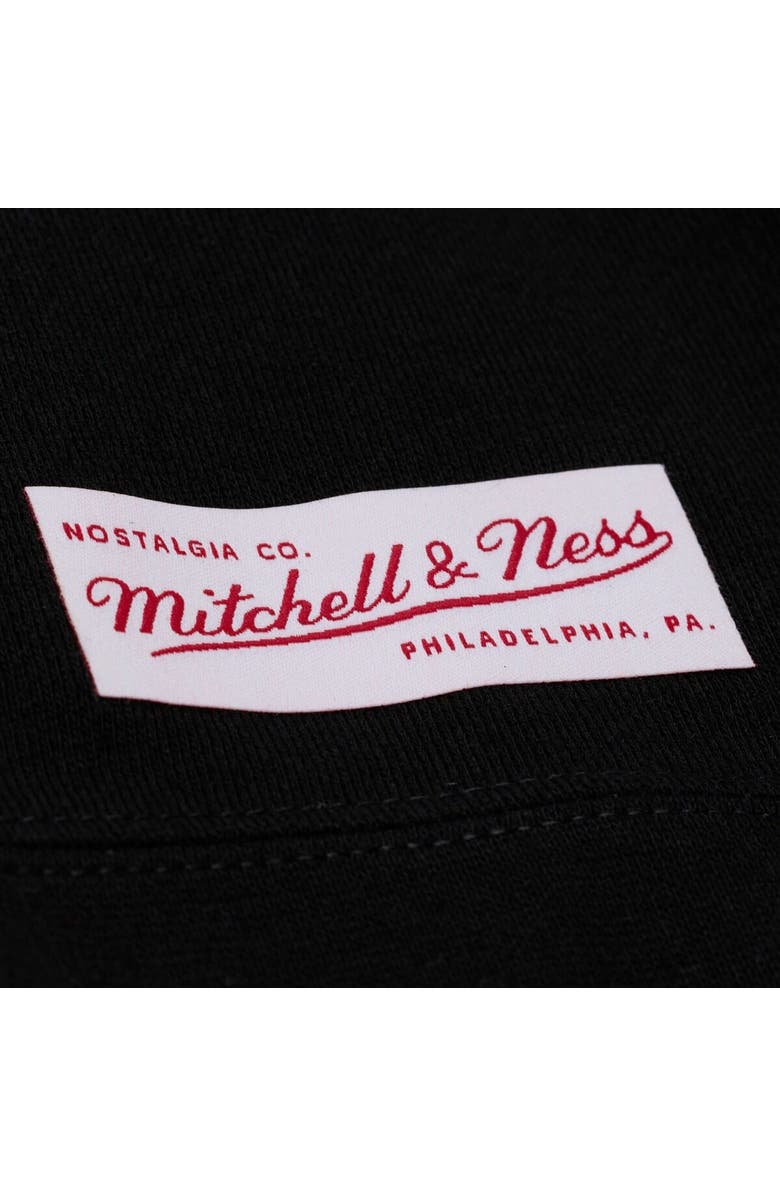 NOSTALGIA CO.
Mitchell & Ness
PHILADELPHIA, PA.